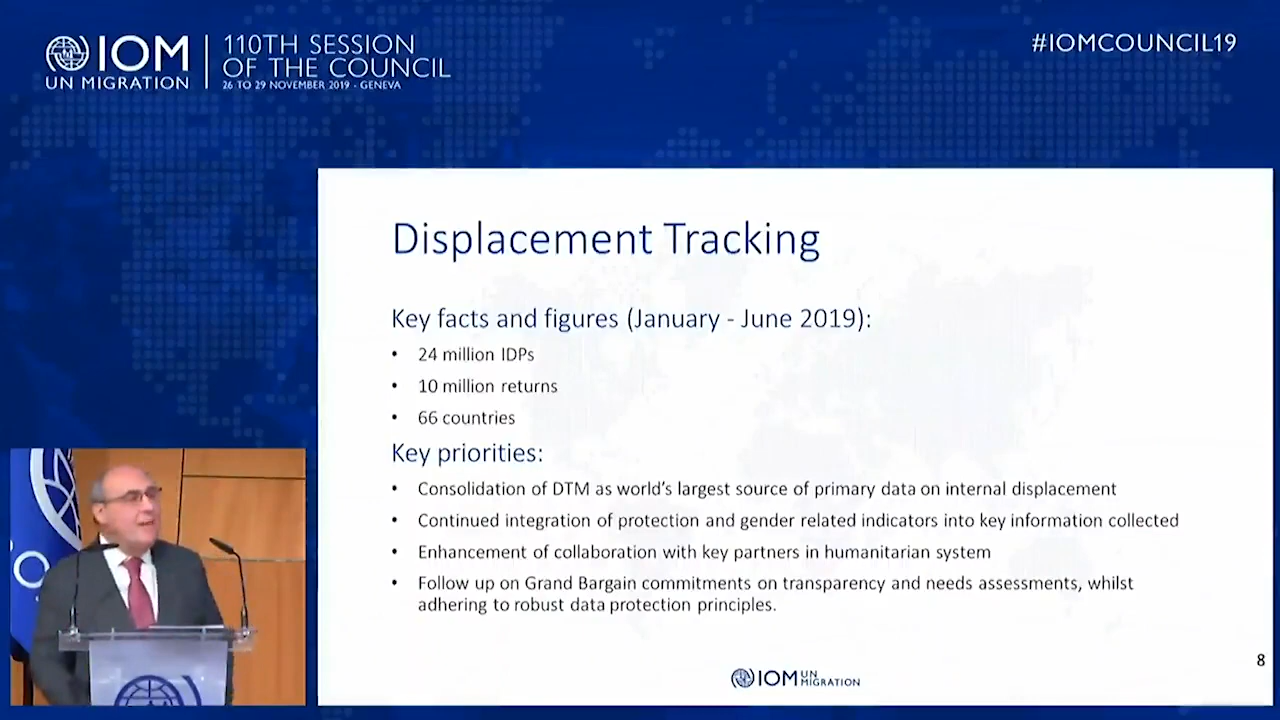 IOM
UN MIGRATION
110TH SESSION
OF THE COUNCIL
26 TO 29 NOVEMBER 2019 - GENEVA
#IOMCOUNCIL19
Displacement Tracking
Key facts and figures (January - June 2019):
• 24 million IDPs
• 10 million returns
• 66 countries
Key priorities:
• Consolidation of DTM as world's largest source of primary data on internal displacement
• Continued integration of protection and gender related indicators into key information collected
• Enhancement of collaboration with key partners in humanitarian system
• Follow up on Grand Bargain commitments on transparency and needs assessments, whilst
adhering to robust data protection principles.
8
IOM UN
MIGRATION